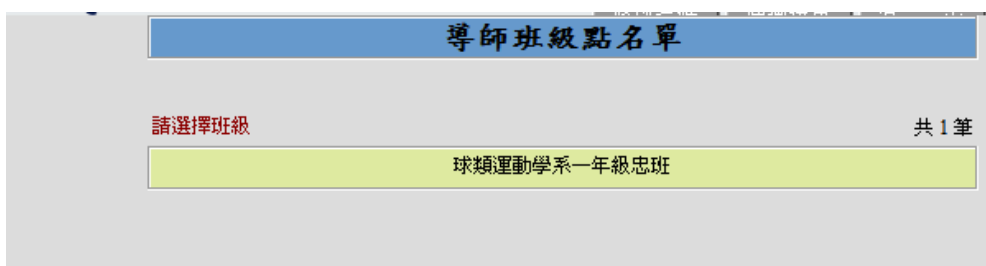 導師班級點名單
請選擇班級
共 1 筆
球類運動學系一年級忠班